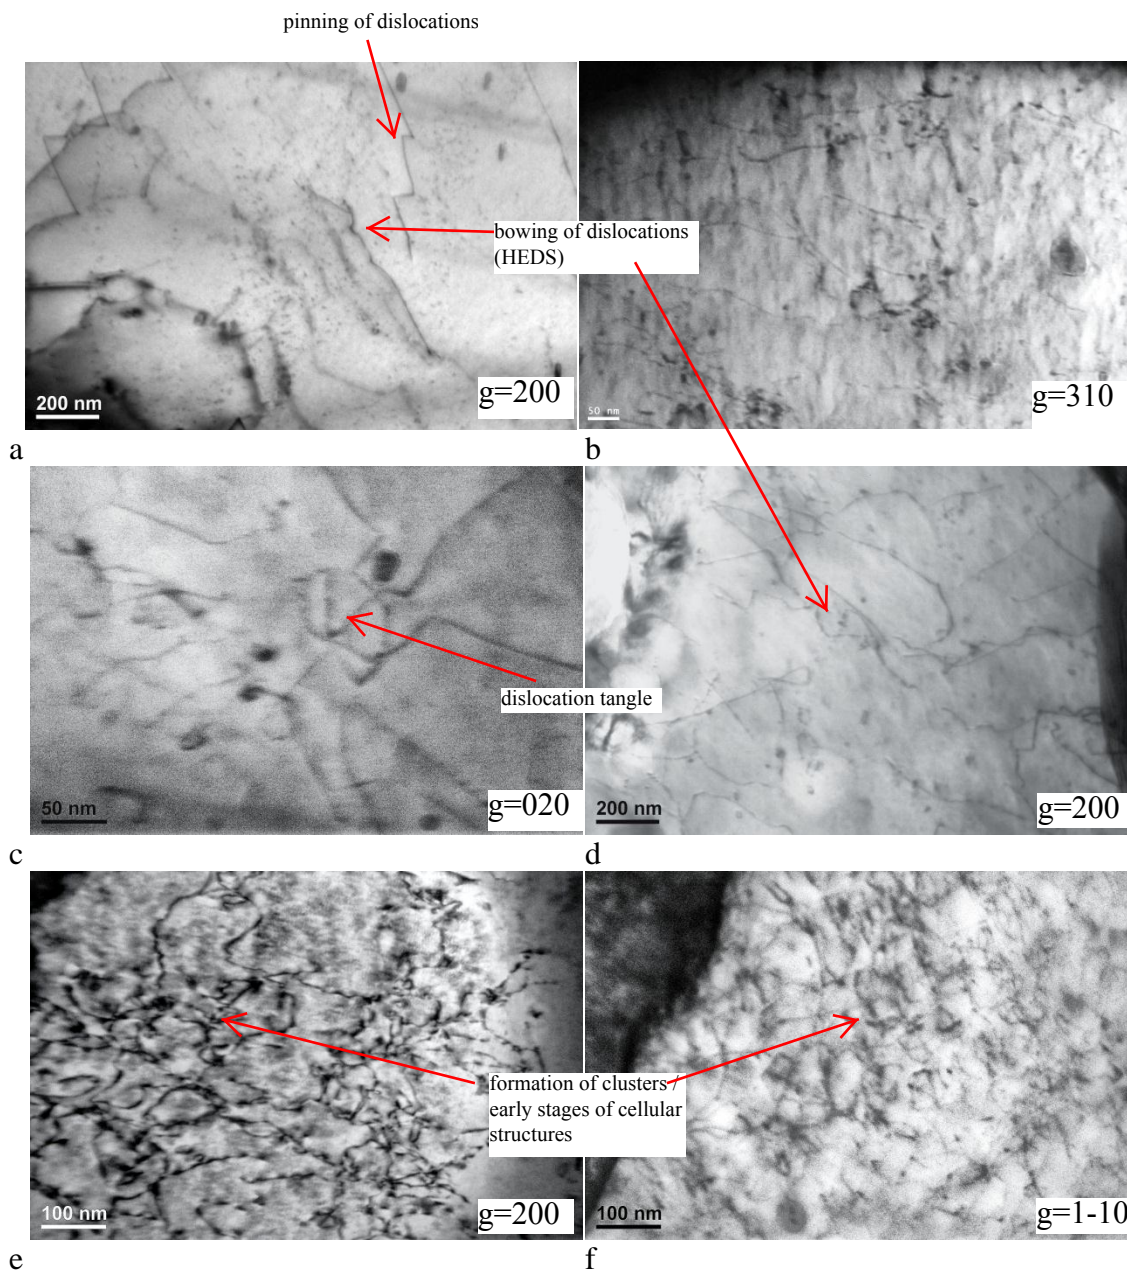 pinning of dislocations
bowing of dislocations
(HEDS)
200 nm
g=200
50 nm
g=310
a
b
dislocation tangle
50 nm
g=020
200 nm
g=200
c
d
formation of clusters /
early stages of cellular
structures
100 nm
g=200
100 nm
g=1-10
e
f